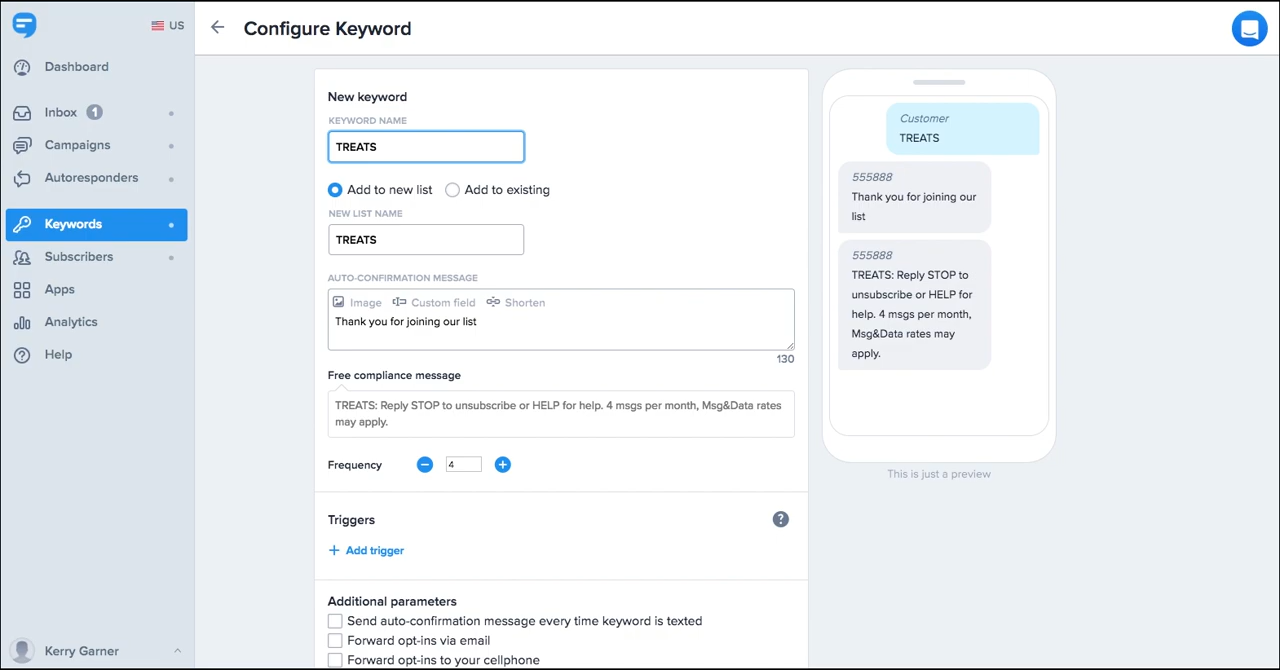 US
Configure Keyword
Dashboard
Inbox 1
Campaigns
Autoresponders
Keywords
Subscribers
Apps
Analytics
Help
Kerry Garner
New keyword
KEYWORD NAME
TREATS
Add to new list Add to existing
NEW LIST NAME
TREATS
AUTO-CONFIRMATION MESSAGE
Image Custom field Shorten
Thank you for joining our list
130
Free compliance message
TREATS: Reply STOP to unsubscribe or HELP for help. 4 msgs per month, Msg&Data rates
may apply.
Frequency − 4 +
Triggers ?
+ Add trigger
Additional parameters
Send auto-confirmation message every time keyword is texted
Forward opt-ins via email
Forward opt-ins to your cellphone
Customer
TREATS
555888
Thank you for joining our
list
555888
TREATS: Reply STOP to
unsubscribe or HELP for
help. 4 msgs per month,
Msg&Data rates may
apply.
This is just a preview